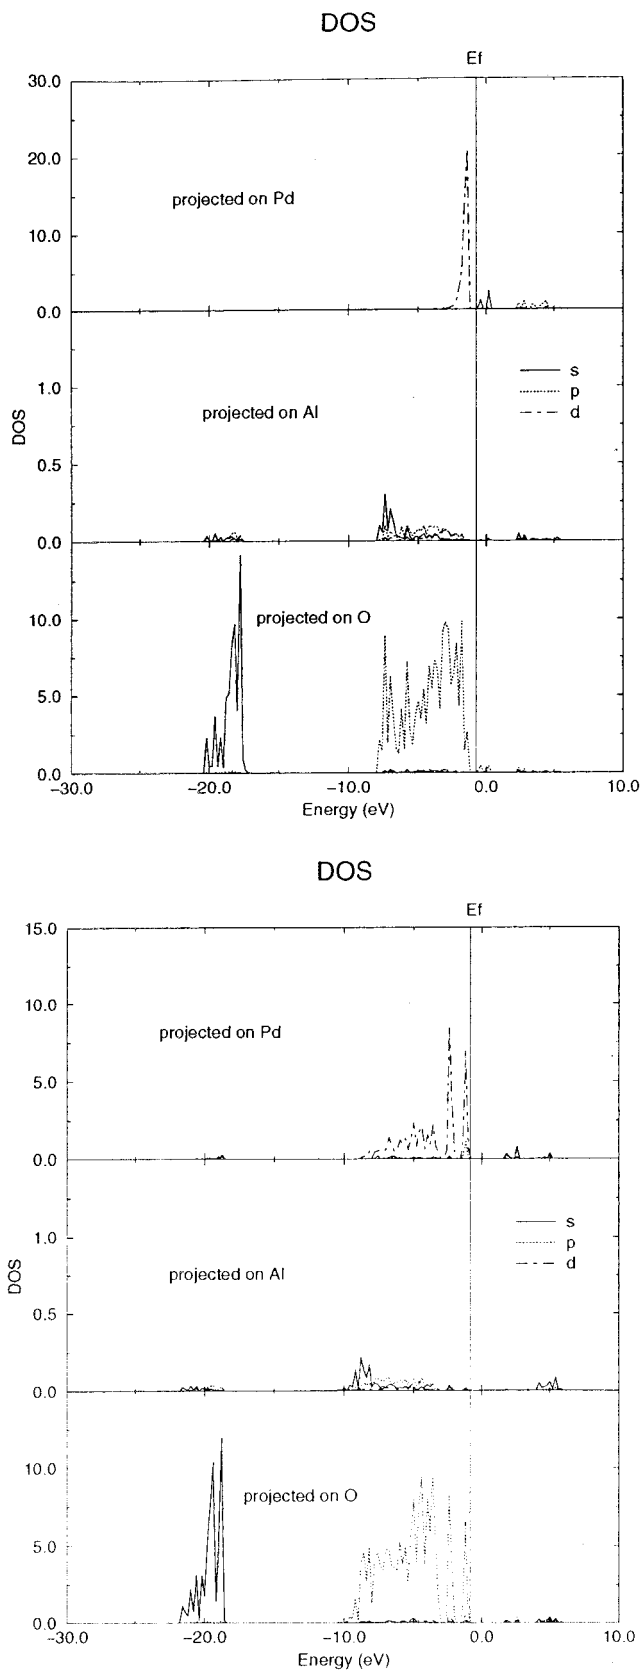 DOS
Ef
30.0
20.0
projected on Pd
10.0
0.0
s
1.0
p
projected on Al
d
DOS
0.5
0.0
projected on O
10.0
5.0
0.0
−30.0 −20.0 −10.0 0.0 10.0
Energy (eV)
DOS
Ef
15.0
10.0
projected on Pd
5.0
0.0
s
1.0
p
projected on Al
d
DOS
0.5
0.0
10.0
projected on O
5.0
0.0
−30.0 −20.0 −10.0 0.0 10.0
Energy (eV)